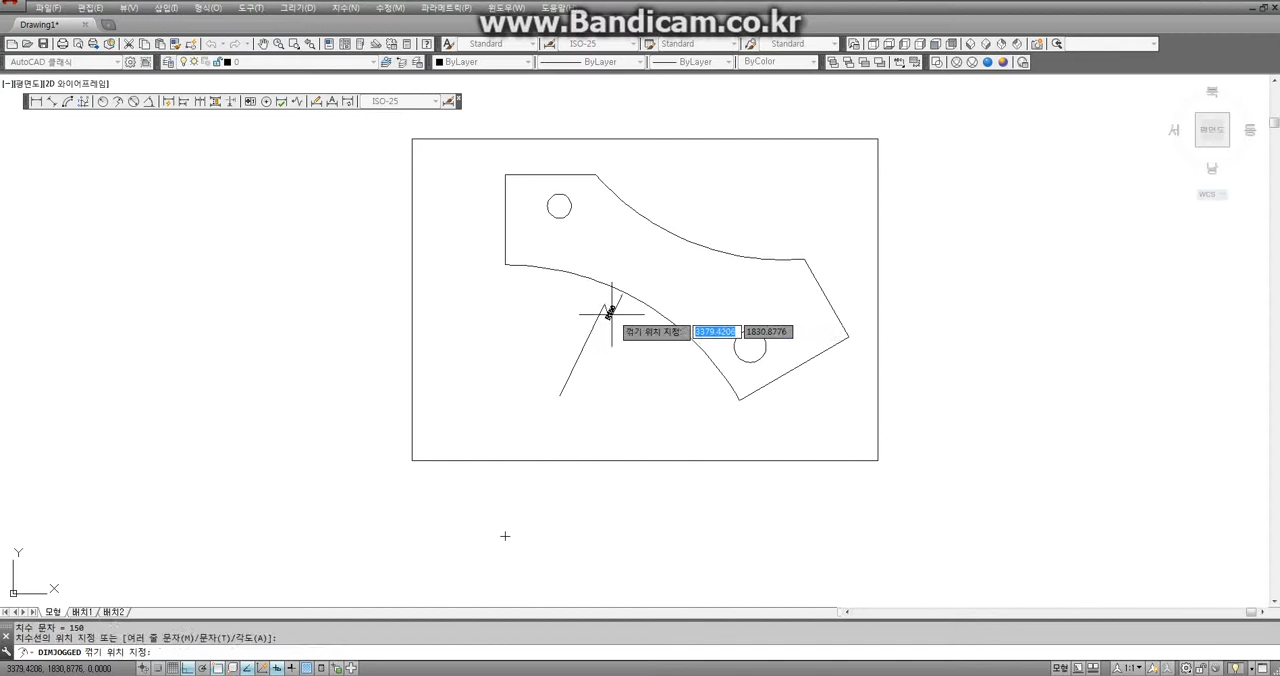 www.Bandicam.co.kr
파일(F) 편집(E) 뷰(V) 삽입(I) 형식(O) 도구(T) 그리기(D) 치수(N) 수정(M) 파라메트릭(P) 윈도우(W) 도움말
Drawing1*
Standard ISO-25 Standard Standard
AutoCAD 클래식 0 ByLayer ByLayer ByLayer ByColor
[-][평면도][2D 와이어프레임]
ISO-25
북
서 평면도 동
남
WCS
꺾기 위치 지정: 3379.4206 1830.8776
Y
X
모형 배치1 배치2
치수 문자 = 150
치수선의 위치 지정 또는 [여러 줄 문자(M)/문자(T)/각도(A)]:
DIMJOGGED 꺾기 위치 지정:
3379.4206, 1830.8776, 0.0000 모형 1:1